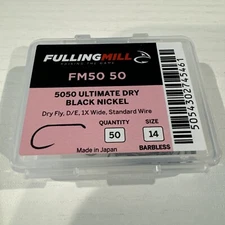 FULLINGMILL
FM50 50
5050 ULTIMATE DRY
BLACK NICKEL
Dry Fly, D/E, 1X Wide, Standard Wire
QUANTITY
50
SIZE
14
BARBLESS
Made in Japan
5054302745461